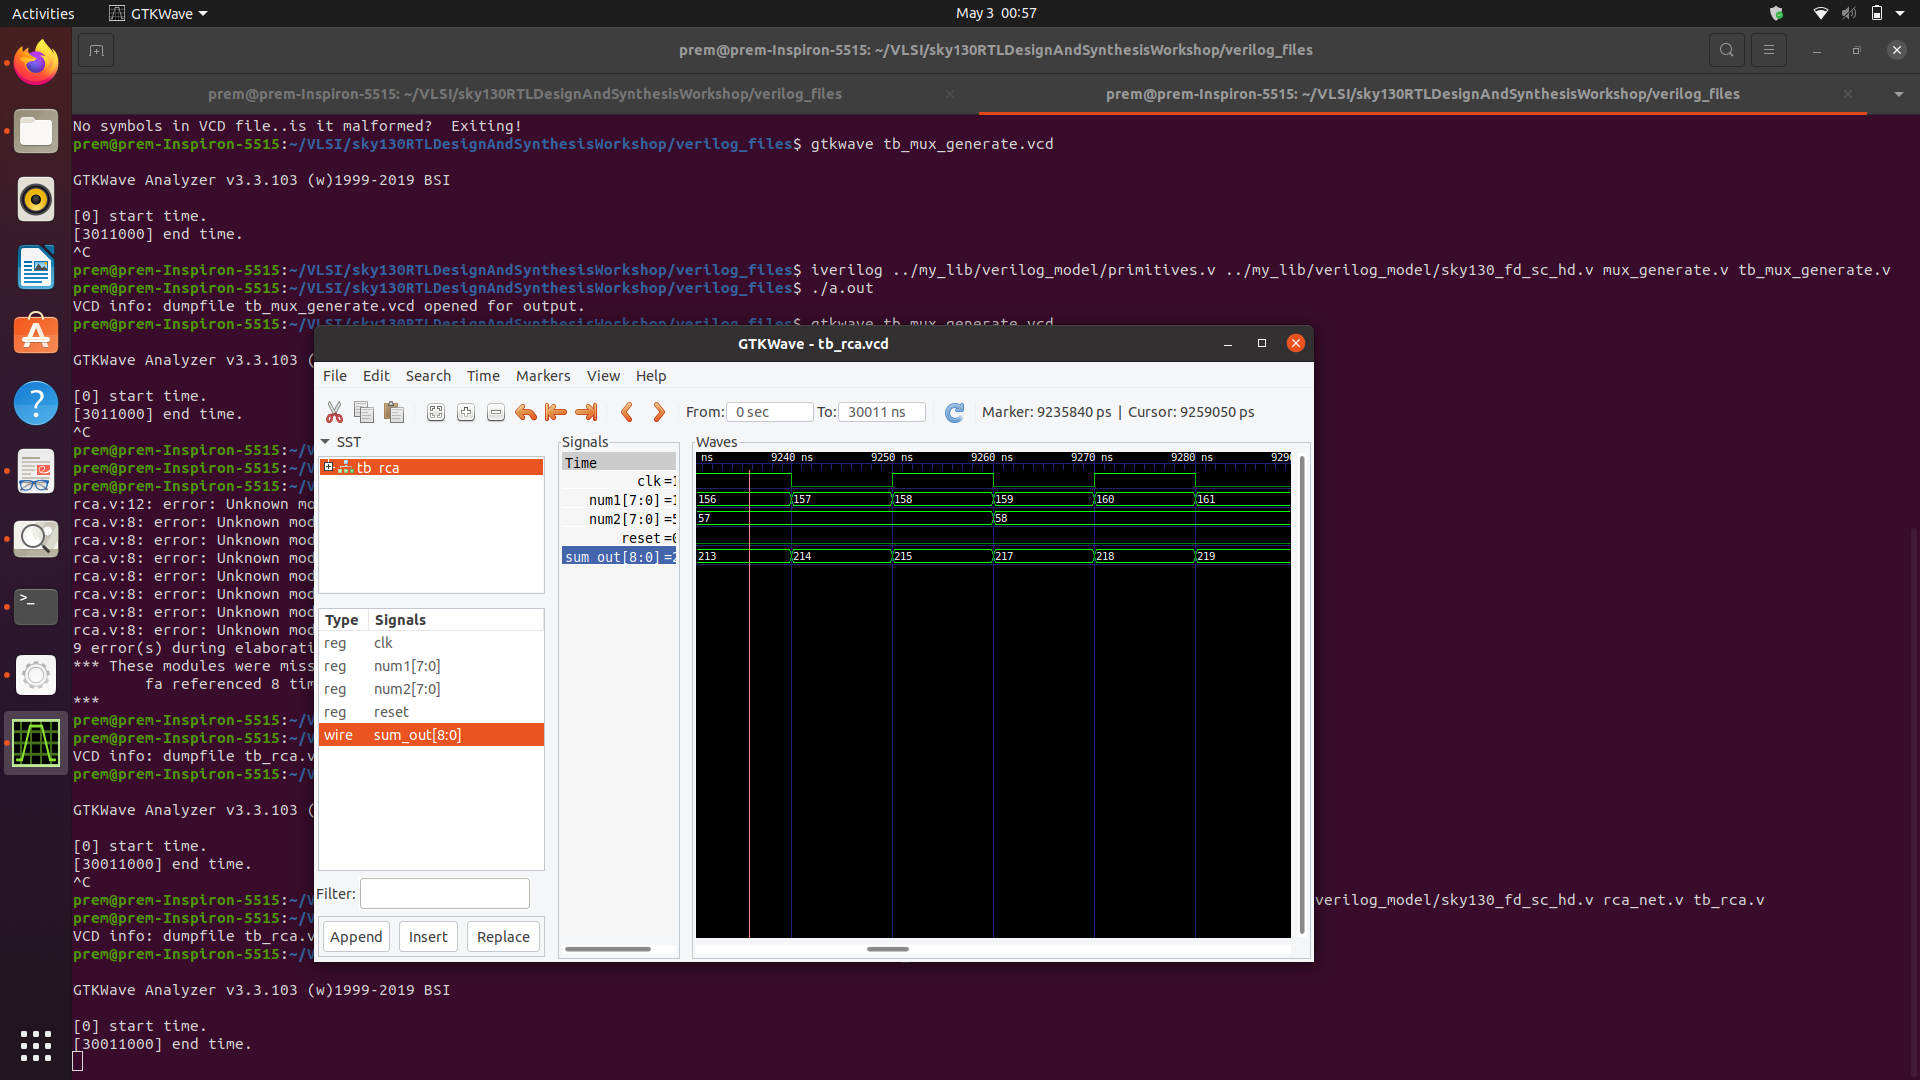 Activities
GTKWave
May 3 00:57
prem@prem-Inspiron-5515: ~/VLSI/sky130RTLDesignAndSynthesisWorkshop/verilog_files
prem@prem-Inspiron-5515: ~/VLSI/sky130RTLDesignAndSynthesisWorkshop/verilog_files
prem@prem-Inspiron-5515: ~/VLSI/sky130RTLDesignAndSynthesisWorkshop/verilog_files
No symbols in VCD file..is it malformed?  Exiting!
prem@prem-Inspiron-5515:~/VLSI/sky130RTLDesignAndSynthesisWorkshop/verilog_files$ gtkwave tb_mux_generate.vcd
GTKWave Analyzer v3.3.103 (w)1999-2019 BSI
[0] start time.
[3011000] end time.
^C
prem@prem-Inspiron-5515:~/VLSI/sky130RTLDesignAndSynthesisWorkshop/verilog_files$ iverilog ../my_lib/verilog_model/primitives.v ../my_lib/verilog_model/sky130_fd_sc_hd.v mux_generate.v tb_mux_generate.v
prem@prem-Inspiron-5515:~/VLSI/sky130RTLDesignAndSynthesisWorkshop/verilog_files$ ./a.out
VCD info: dumpfile tb_mux_generate.vcd opened for output.
prem@prem-Inspiron-5515:~/VLSI/sky130RTLDesignAndSynthesisWorkshop/verilog_files$ gtkwave tb_mux_generate.vcd
GTKWave Analyzer v3.3.103 (
[0] start time.
[3011000] end time.
^C
prem@prem-Inspiron-5515:~/
prem@prem-Inspiron-5515:~/
prem@prem-Inspiron-5515:~/
rca.v:12: error: Unknown mo
rca.v:8: error: Unknown mod
rca.v:8: error: Unknown mod
rca.v:8: error: Unknown mod
rca.v:8: error: Unknown mod
rca.v:8: error: Unknown mod
rca.v:8: error: Unknown mod
rca.v:8: error: Unknown mod
9 error(s) during elaborati
*** These modules were miss
fa referenced 8 tim
***
prem@prem-Inspiron-5515:~/
prem@prem-Inspiron-5515:~/
VCD info: dumpfile tb_rca.v
prem@prem-Inspiron-5515:~/
GTKWave Analyzer v3.3.103 (
[0] start time.
[30011000] end time.
^C
prem@prem-Inspiron-5515:~/ verilog_model/sky130_fd_sc_hd.v rca_net.v tb_rca.v
prem@prem-Inspiron-5515:~/
VCD info: dumpfile tb_rca.v
prem@prem-Inspiron-5515:~/
GTKWave Analyzer v3.3.103 (w)1999-2019 BSI
[0] start time.
[30011000] end time.
GTKWave - tb_rca.vcd
File Edit Search Time Markers View Help
From: 0 sec To: 30011 ns Marker: 9235840 ps | Cursor: 9259050 ps
SST
tb_rca
Type Signals
reg clk
reg num1[7:0]
reg num2[7:0]
reg reset
wire sum_out[8:0]
Filter:
Append Insert Replace
Signals
Time
clk=1
num1[7:0]=1
num2[7:0]=5
reset=0
sum_out[8:0]=2
Waves
ns 9240 ns 9250 ns 9260 ns 9270 ns 9280 ns 9290
156 157 158 159 160 161
57 58
213 214 215 217 218 219